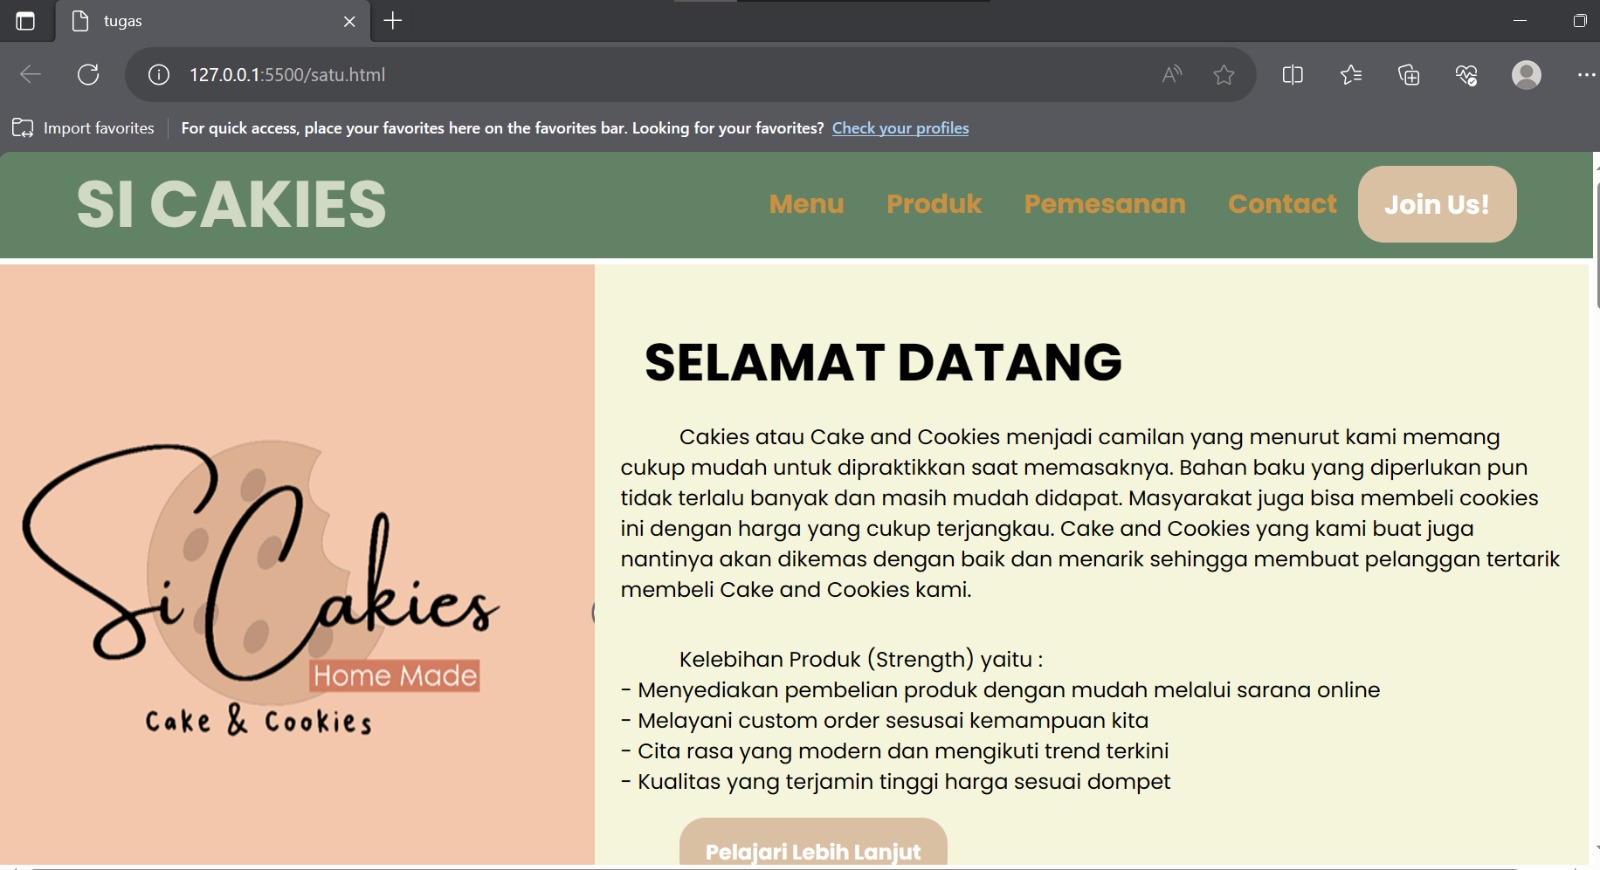 tugas
127.0.0.1:5500/satu.html
Import favorites
For quick access, place your favorites here on the favorites bar. Looking for your favorites? Check your profiles
SI CAKIES
Menu Produk Pemesanan Contact Join Us!
SELAMAT DATANG
Cakies atau Cake and Cookies menjadi camilan yang menurut kami memang
cukup mudah untuk dipraktikkan saat memasaknya. Bahan baku yang diperlukan pun
tidak terlalu banyak dan masih mudah didapat. Masyarakat juga bisa membeli cookies
ini dengan harga yang cukup terjangkau. Cake and Cookies yang kami buat juga
nantinya akan dikemas dengan baik dan menarik sehingga membuat pelanggan tertarik
membeli Cake and Cookies kami.
Kelebihan Produk (Strength) yaitu :
- Menyediakan pembelian produk dengan mudah melalui sarana online
- Melayani custom order sesusai kemampuan kita
- Cita rasa yang modern dan mengikuti trend terkini
- Kualitas yang terjamin tinggi harga sesuai dompet
Pelajari Lebih Lanjut
Si Cakies
Home Made
Cake & Cookies